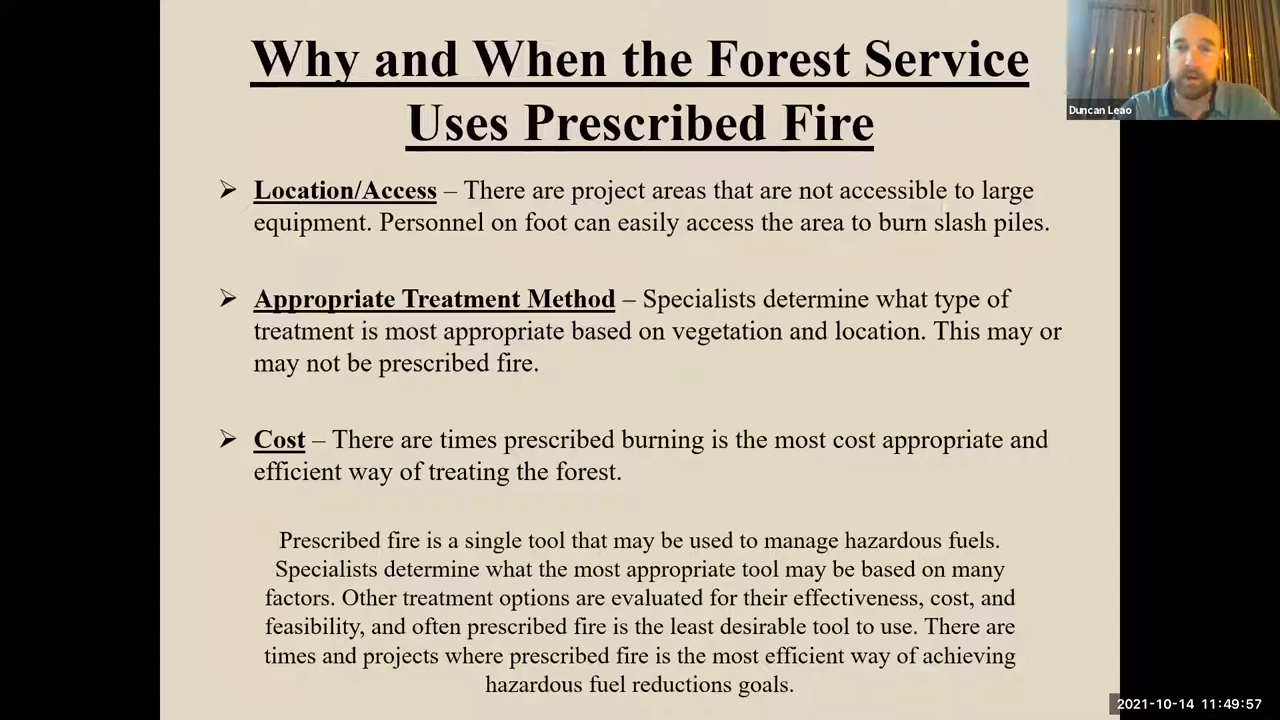 Why and When the Forest Service
Uses Prescribed Fire
Duncan Leao
➢ Location/Access – There are project areas that are not accessible to large
equipment. Personnel on foot can easily access the area to burn slash piles.
➢ Appropriate Treatment Method – Specialists determine what type of
treatment is most appropriate based on vegetation and location. This may or
may not be prescribed fire.
➢ Cost – There are times prescribed burning is the most cost appropriate and
efficient way of treating the forest.
Prescribed fire is a single tool that may be used to manage hazardous fuels.
Specialists determine what the most appropriate tool may be based on many
factors. Other treatment options are evaluated for their effectiveness, cost, and
feasibility, and often prescribed fire is the least desirable tool to use. There are
times and projects where prescribed fire is the most efficient way of achieving
hazardous fuel reductions goals.
2021-10-14 11:49:57